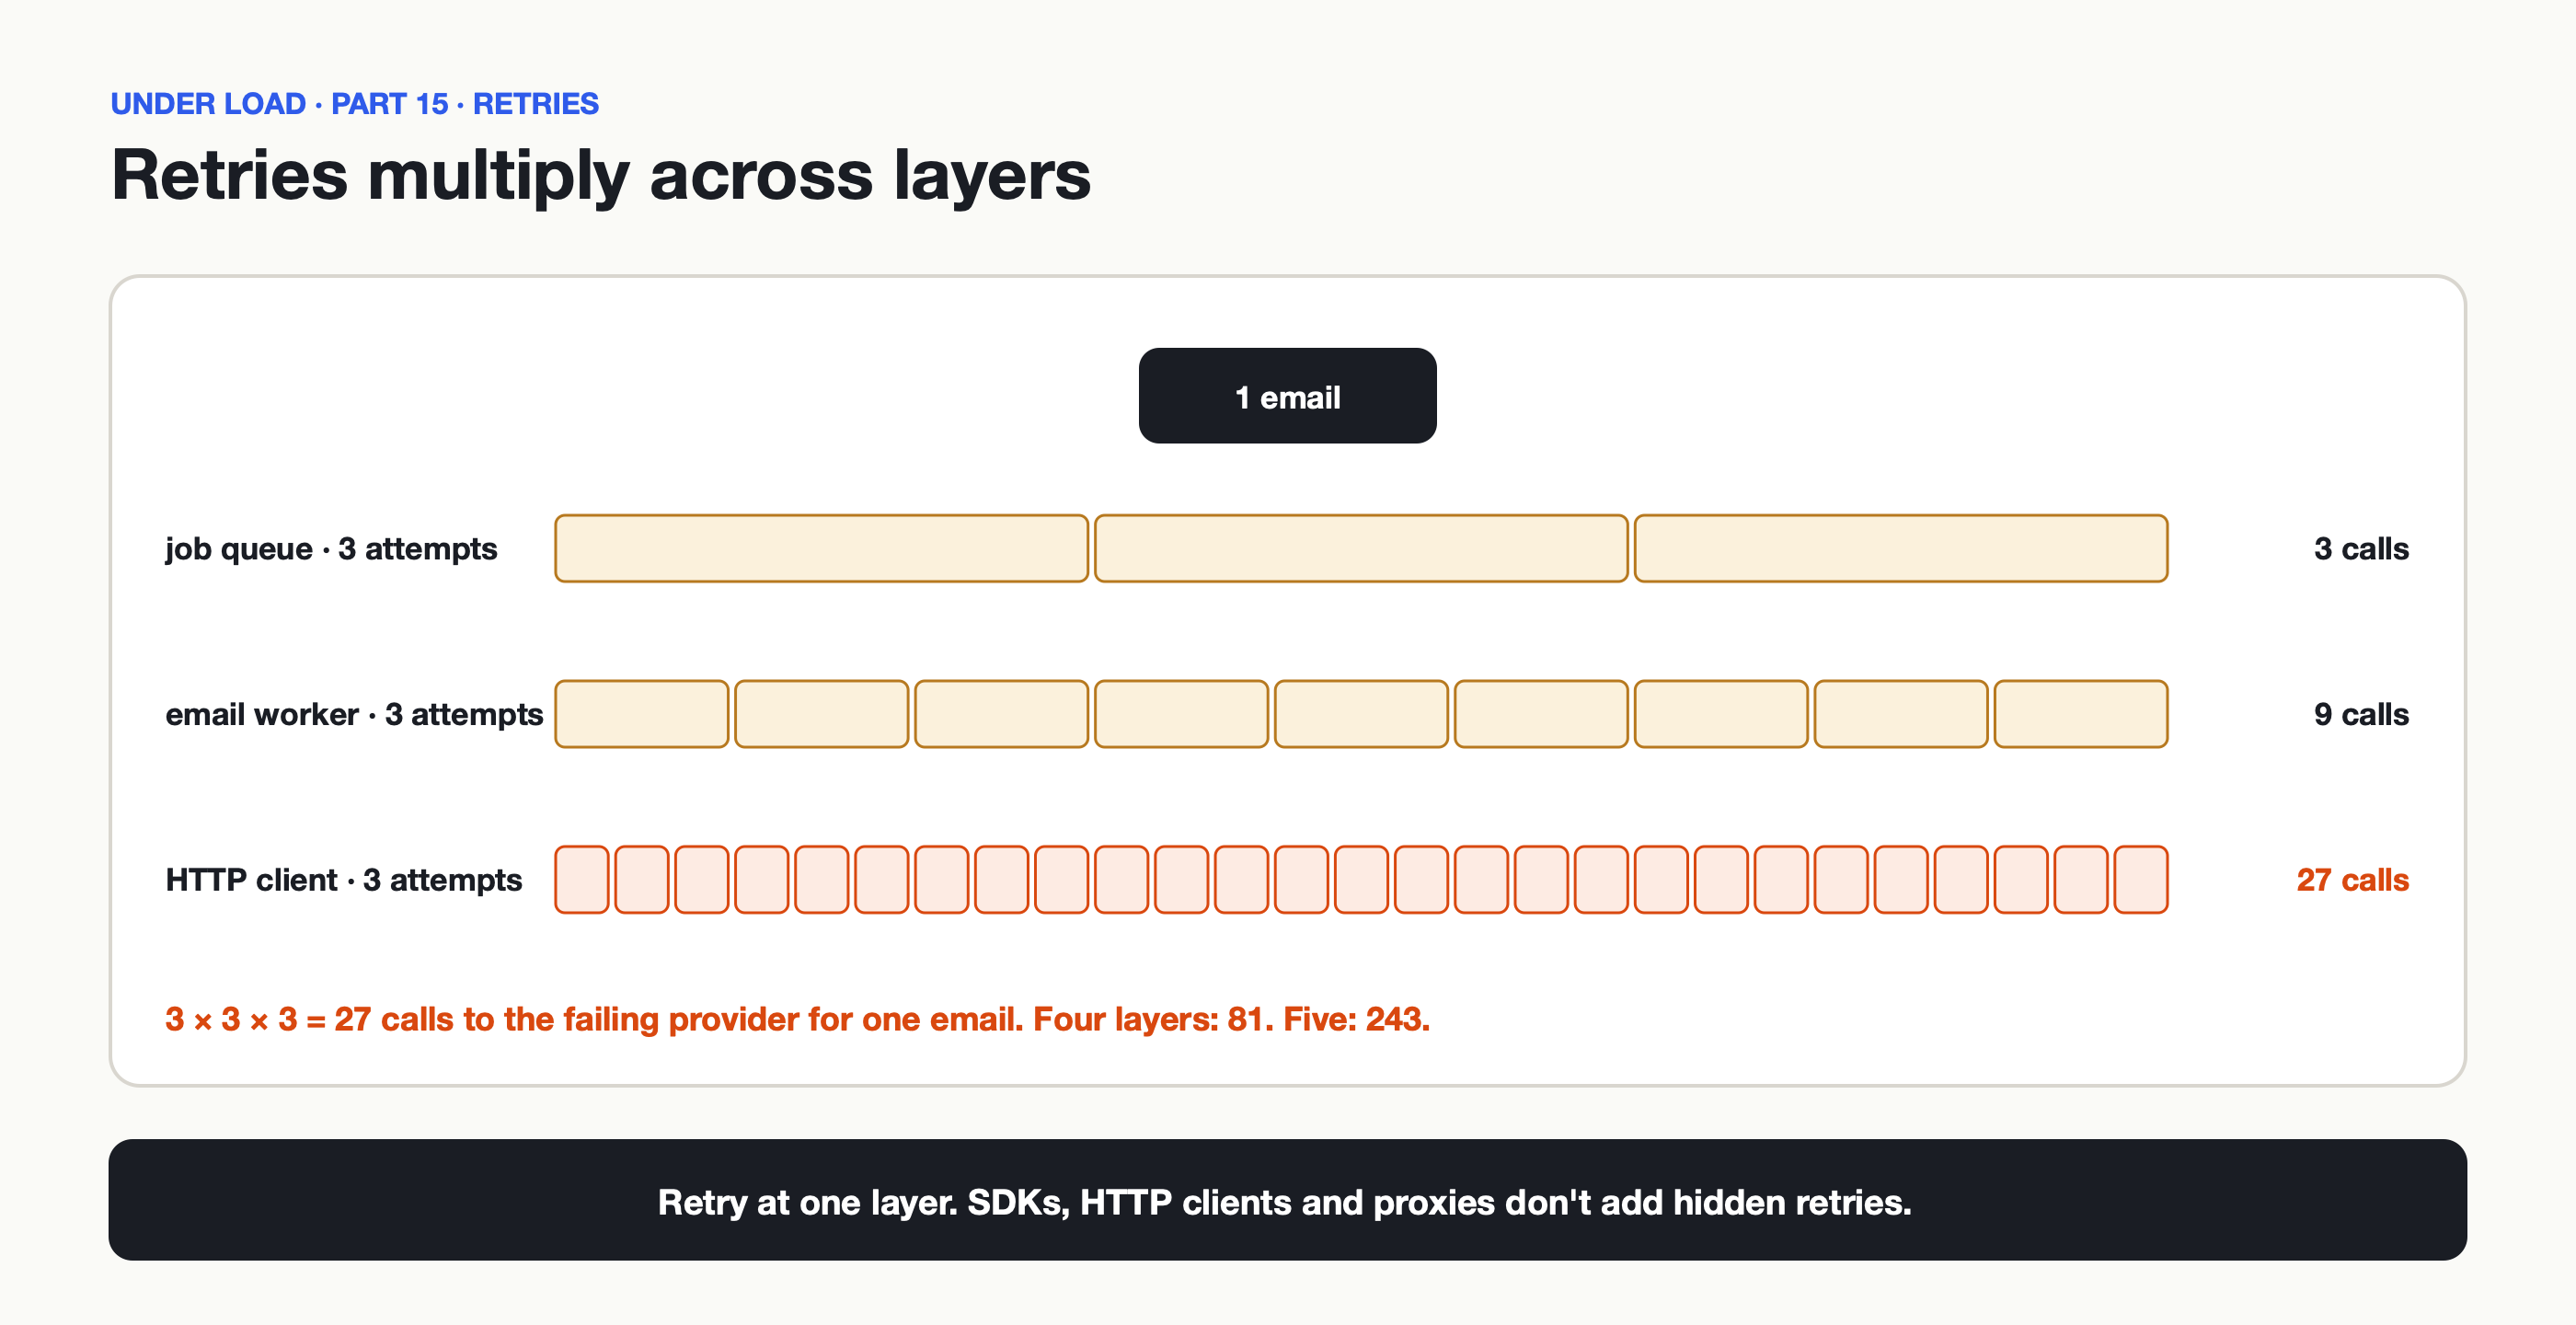 UNDER LOAD · PART 15 · RETRIES
Retries multiply across layers
1 email
job queue · 3 attempts
3 calls
email worker · 3 attempts
9 calls
HTTP client · 3 attempts
27 calls
3 × 3 × 3 = 27 calls to the failing provider for one email. Four layers: 81. Five: 243.
Retry at one layer. SDKs, HTTP clients and proxies don't add hidden retries.